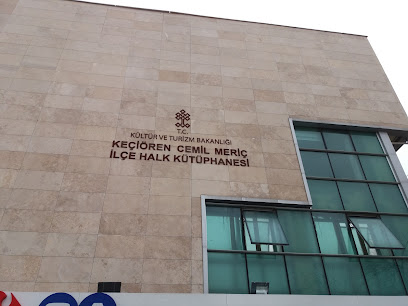 T.C.
KÜLTÜR VE TURİZM BAKANLIĞI
KEÇİÖREN CEMİL MERİÇ
İLÇE HALK KÜTÜPHANESİ